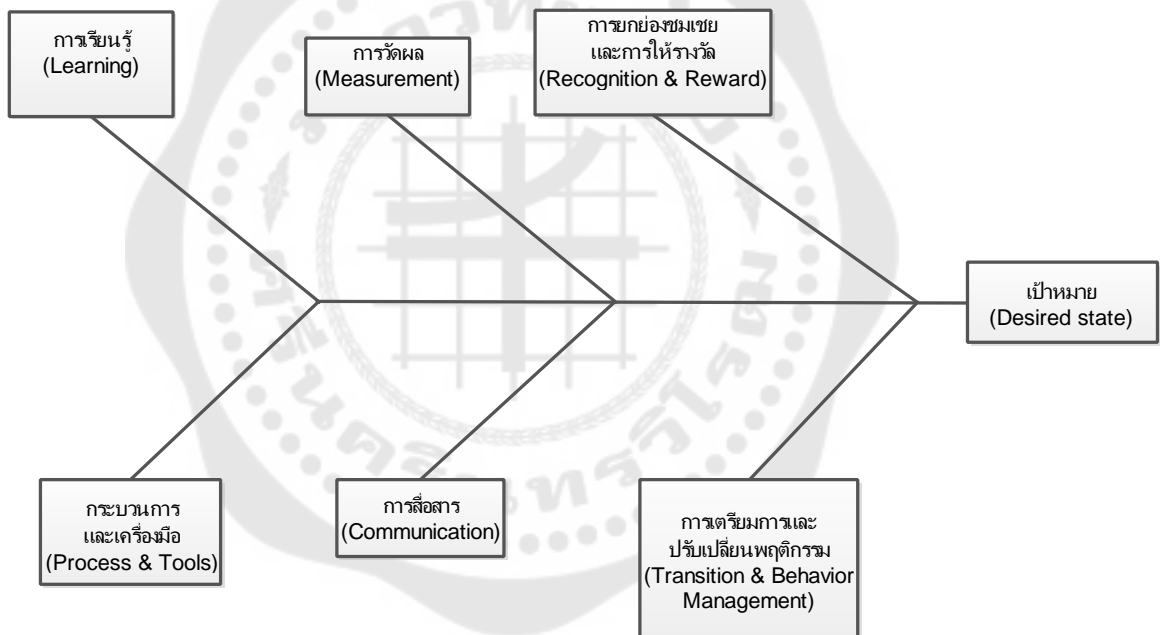 การเรียนรู้
(Learning)
การวัดผล
(Measurement)
การยกย่องชมเชย
และการให้รางวัล
(Recognition & Reward)
เป้าหมาย
(Desired state)
กระบวนการ
และเครื่องมือ
(Process & Tools)
การสื่อสาร
(Communication)
การเตรียมการและ
ปรับเปลี่ยนพฤติกรรม
(Transition & Behavior
Management)